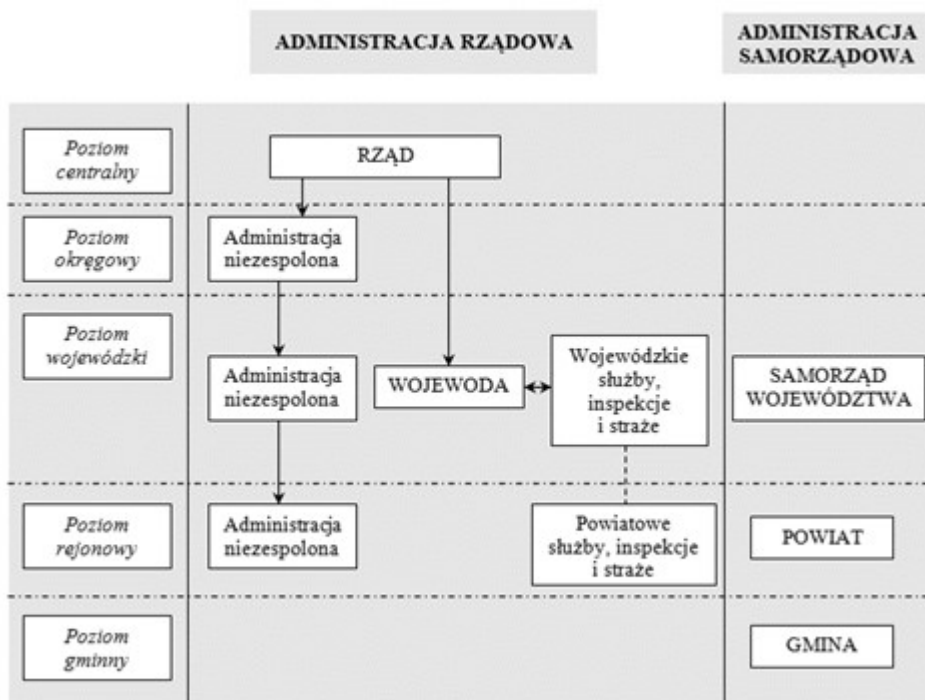 ADMINISTRACJA RZĄDOWA
ADMINISTRACJA
SAMORZĄDOWA
Poziom
centralny
RZĄD
Poziom
okręgowy
Administracja
niezespolona
Poziom
wojewódzki
Administracja
niezespolona
WOJEWODA
Wojewódzkie
służby,
inspekcje
i straże
SAMORZĄD
WOJEWÓDZTWA
Poziom
rejonowy
Administracja
niezespolona
Powiatowe
służby, inspekcje
i straże
POWIAT
Poziom
gminny
GMINA